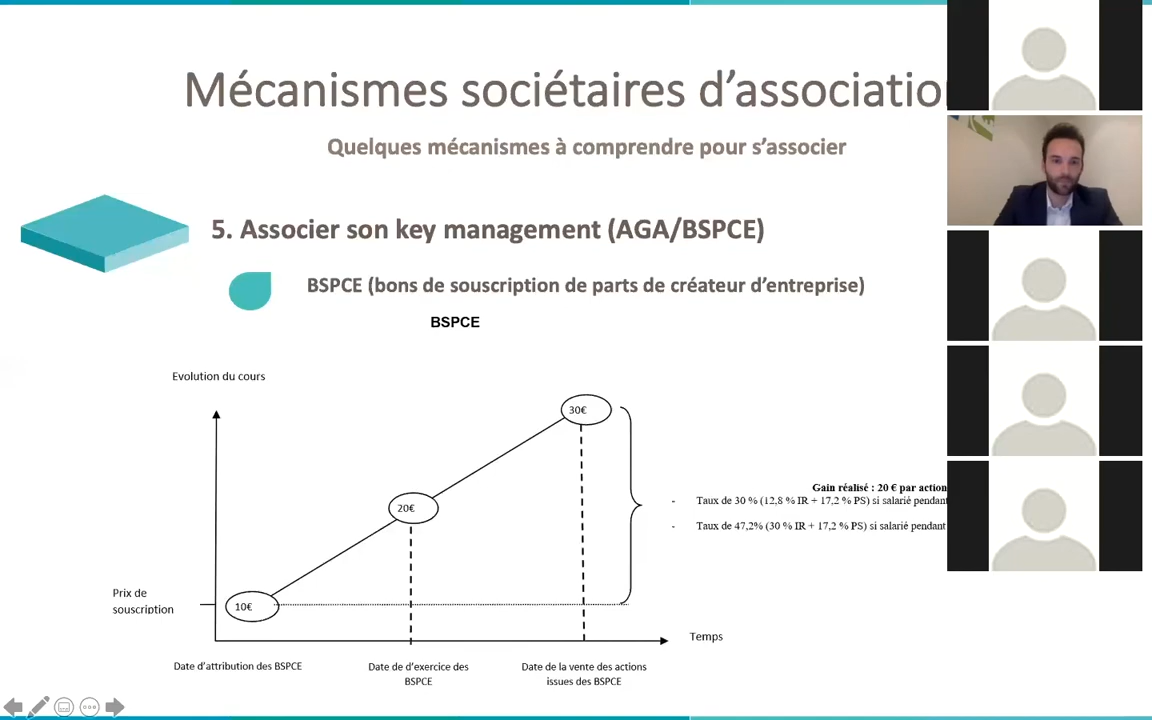 Mécanismes sociétaires d’association
Quelques mécanismes à comprendre pour s’associer
5. Associer son key management (AGA/BSPCE)
BSPCE (bons de souscription de parts de créateur d’entreprise)
BSPCE
Evolution du cours
30€
Gain réalisé : 20 € par action
- Taux de 30 % (12,8 % IR + 17,2 % PS) si salarié pendant
20€
- Taux de 47,2% (30 % IR + 17,2 % PS) si salarié pendant
Prix de
souscription
10€
Temps
Date d’attribution des BSPCE
Date de d’exercice des
BSPCE
Date de la vente des actions
issues des BSPCE